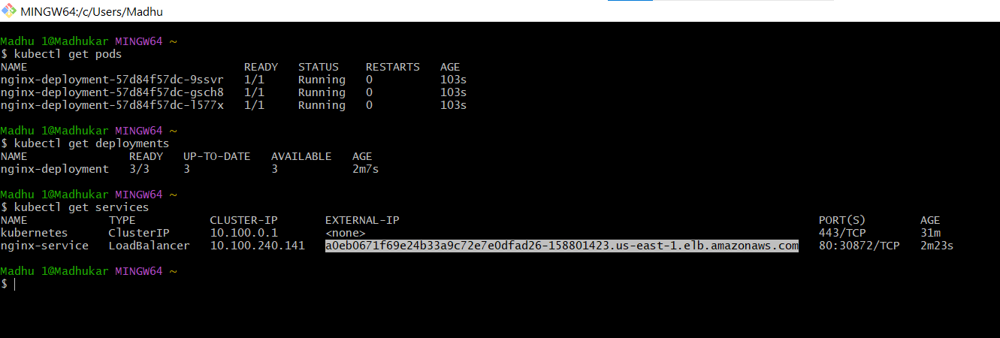 MINGW64:/c/Users/Madhu
Madhu 1@Madhukar MINGW64 ~
$ kubectl get pods
NAME READY STATUS RESTARTS AGE
nginx-deployment-57d84f57dc-9ssvr 1/1 Running 0 103s
nginx-deployment-57d84f57dc-gsch8 1/1 Running 0 103s
nginx-deployment-57d84f57dc-l577x 1/1 Running 0 103s
Madhu 1@Madhukar MINGW64 ~
$ kubectl get deployments
NAME READY UP-TO-DATE AVAILABLE AGE
nginx-deployment 3/3 3 3 2m7s
Madhu 1@Madhukar MINGW64 ~
$ kubectl get services
NAME TYPE CLUSTER-IP EXTERNAL-IP PORT(S) AGE
kubernetes ClusterIP 10.100.0.1 <none> 443/TCP 31m
nginx-service LoadBalancer 10.100.240.141 a0eb0671f69e24b33a9c72e7e0dfad26-158801423.us-east-1.elb.amazonaws.com 80:30872/TCP 2m23s
Madhu 1@Madhukar MINGW64 ~
$